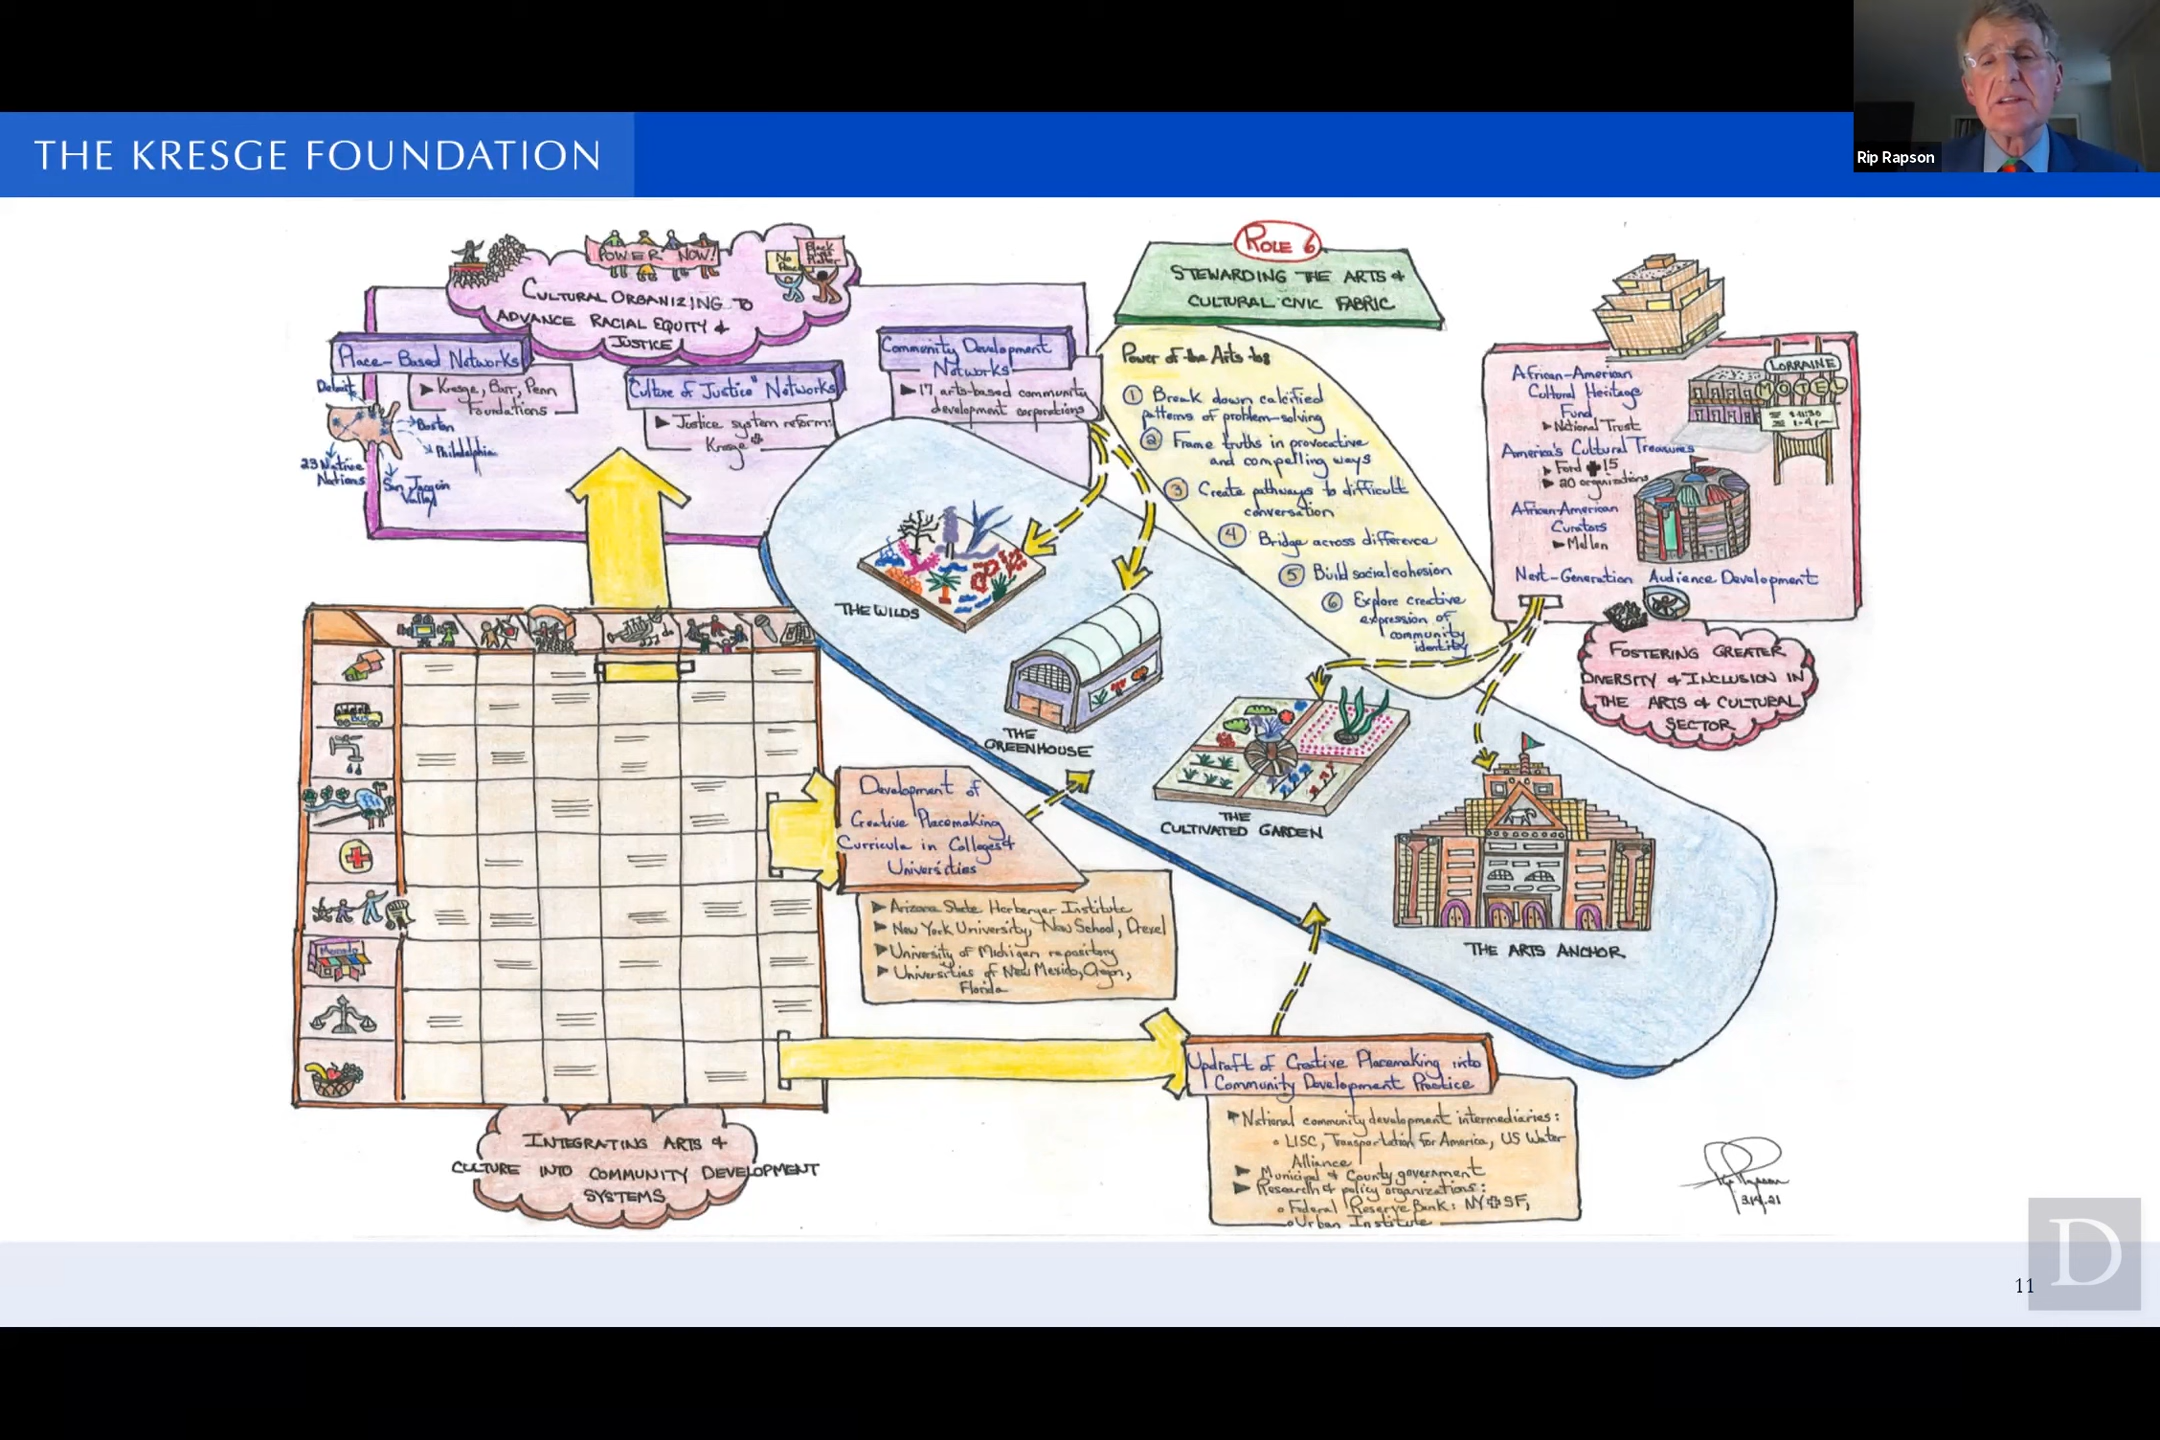 THE KRESGE FOUNDATION
Rip Rapson
ROLE 6
STEWARDING THE ARTS &
CULTURAL CIVIC FABRIC
POWER NOW!
No
Peace
Black
Lives
Matter
CULTURAL ORGANIZING TO
ADVANCE RACIAL EQUITY &
JUSTICE
Place-Based Networks
Kresge, Barr, Penn
Foundations
Detroit
Boston
Philadelphia
23 Native
Nations
San Joaquin
Valley
"Culture of Justice" Networks
Justice system reform:
Kresge
Community Development
Networks
17 arts-based community
development corporations
Power of the Arts to:
1 Break down calcified
patterns of problem-solving
2 Frame truths in provocative
and compelling ways
3 Create pathways to difficult
conversation
4 Bridge across difference
5 Build social cohesion
6 Explore creative
expression of
community
identity
African-American
Cultural Heritage
Fund
National Trust
America's Cultural Treasures
Ford + 15
20 organizations
African-American
Curators
Mellon
Next-Generation Audience Development
LORRAINE
MOTEL
FOSTERING GREATER
DIVERSITY & INCLUSION IN
THE ARTS & CULTURAL
SECTOR
THE WILDS
THE
GREENHOUSE
THE
CULTIVATED GARDEN
THE ARTS ANCHOR
BUS
Development of
Creative Placemaking
Curricula in Colleges &
Universities
Arizona State Herberger Institute
New York University, New School, Drexel
University of Michigan repository
Universities of New Mexico, Oregon,
Florida
Updraft of Creative Placemaking into
Community Development Practice
National community development intermediaries:
LISC, Transportation For America, US Water
Alliance
Municipal & County government
Research & policy organizations:
Federal Reserve Bank: NY + SF,
Urban Institute
INTEGRATING ARTS &
CULTURE INTO COMMUNITY DEVELOPMENT
SYSTEMS
11
D